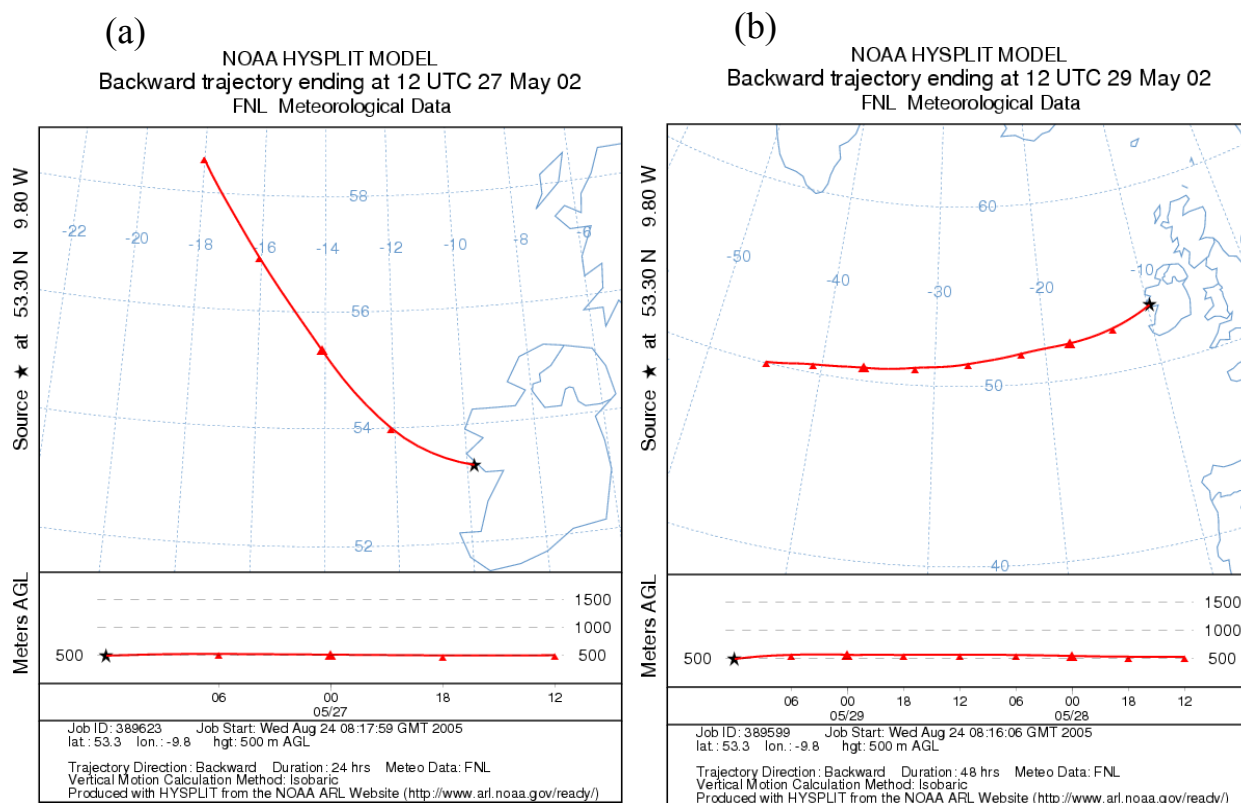 (a)
NOAA HYSPLIT MODEL
Backward trajectory ending at 12 UTC 27 May 02
FNL Meteorological Data
Source ★ at 53.30 N 9.80 W
-22
-20
-18
-16
-14
-12
-10
-8
-6
58
56
54
52
Meters AGL
1500
1000
500
500
06
00
18
12
05/27
Job ID: 389623 Job Start: Wed Aug 24 08:17:59 GMT 2005
lat.: 53.3 lon.: -9.8 hgt: 500 m AGL
Trajectory Direction: Backward Duration: 24 hrs Meteo Data: FNL
Vertical Motion Calculation Method: Isobaric
Produced with HYSPLIT from the NOAA ARL Website (http://www.arl.noaa.gov/ready/)
(b)
NOAA HYSPLIT MODEL
Backward trajectory ending at 12 UTC 29 May 02
FNL Meteorological Data
Source ★ at 53.30 N 9.80 W
60
-50
-40
-30
-20
-10
50
40
Meters AGL
1500
1000
500
500
06
00
18
12
06
00
18
12
05/29
05/28
Job ID: 389599 Job Start: Wed Aug 24 08:16:06 GMT 2005
lat.: 53.3 lon.: -9.8 hgt: 500 m AGL
Trajectory Direction: Backward Duration: 48 hrs Meteo Data: FNL
Vertical Motion Calculation Method: Isobaric
Produced with HYSPLIT from the NOAA ARL Website (http://www.arl.noaa.gov/ready/)